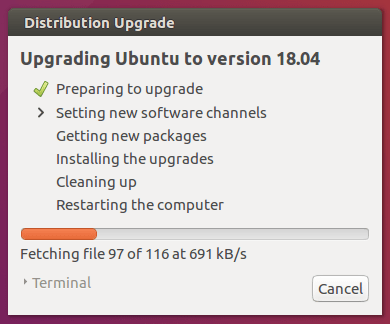 Distribution Upgrade
Upgrading Ubuntu to version 18.04
Preparing to upgrade
Setting new software channels
Getting new packages
Installing the upgrades
Cleaning up
Restarting the computer
Fetching file 97 of 116 at 691 kB/s
Terminal
Cancel